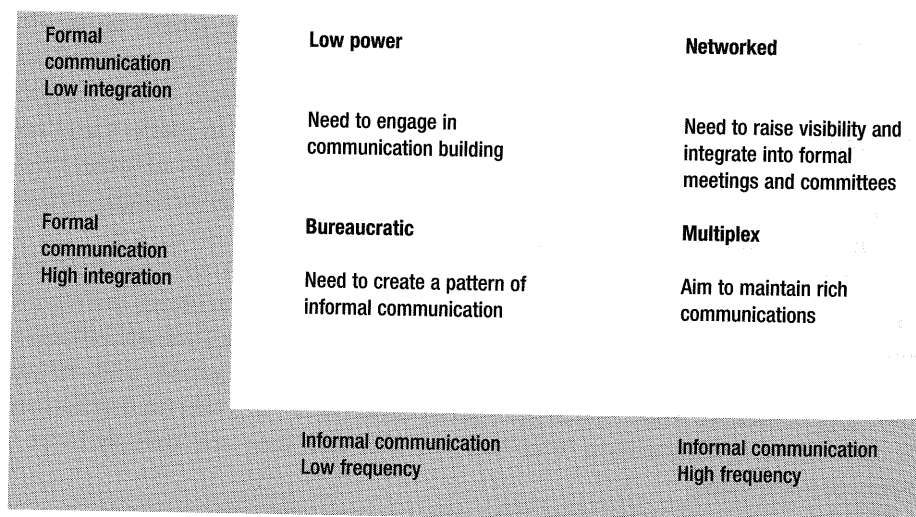 Formal
communication
Low integration
Low power
Networked
Need to engage in
communication building
Need to raise visibility and
integrate into formal
meetings and committees
Formal
communication
High integration
Bureaucratic
Multiplex
Need to create a pattern of
informal communication
Aim to maintain rich
communications
Informal communication
Low frequency
Informal communication
High frequency